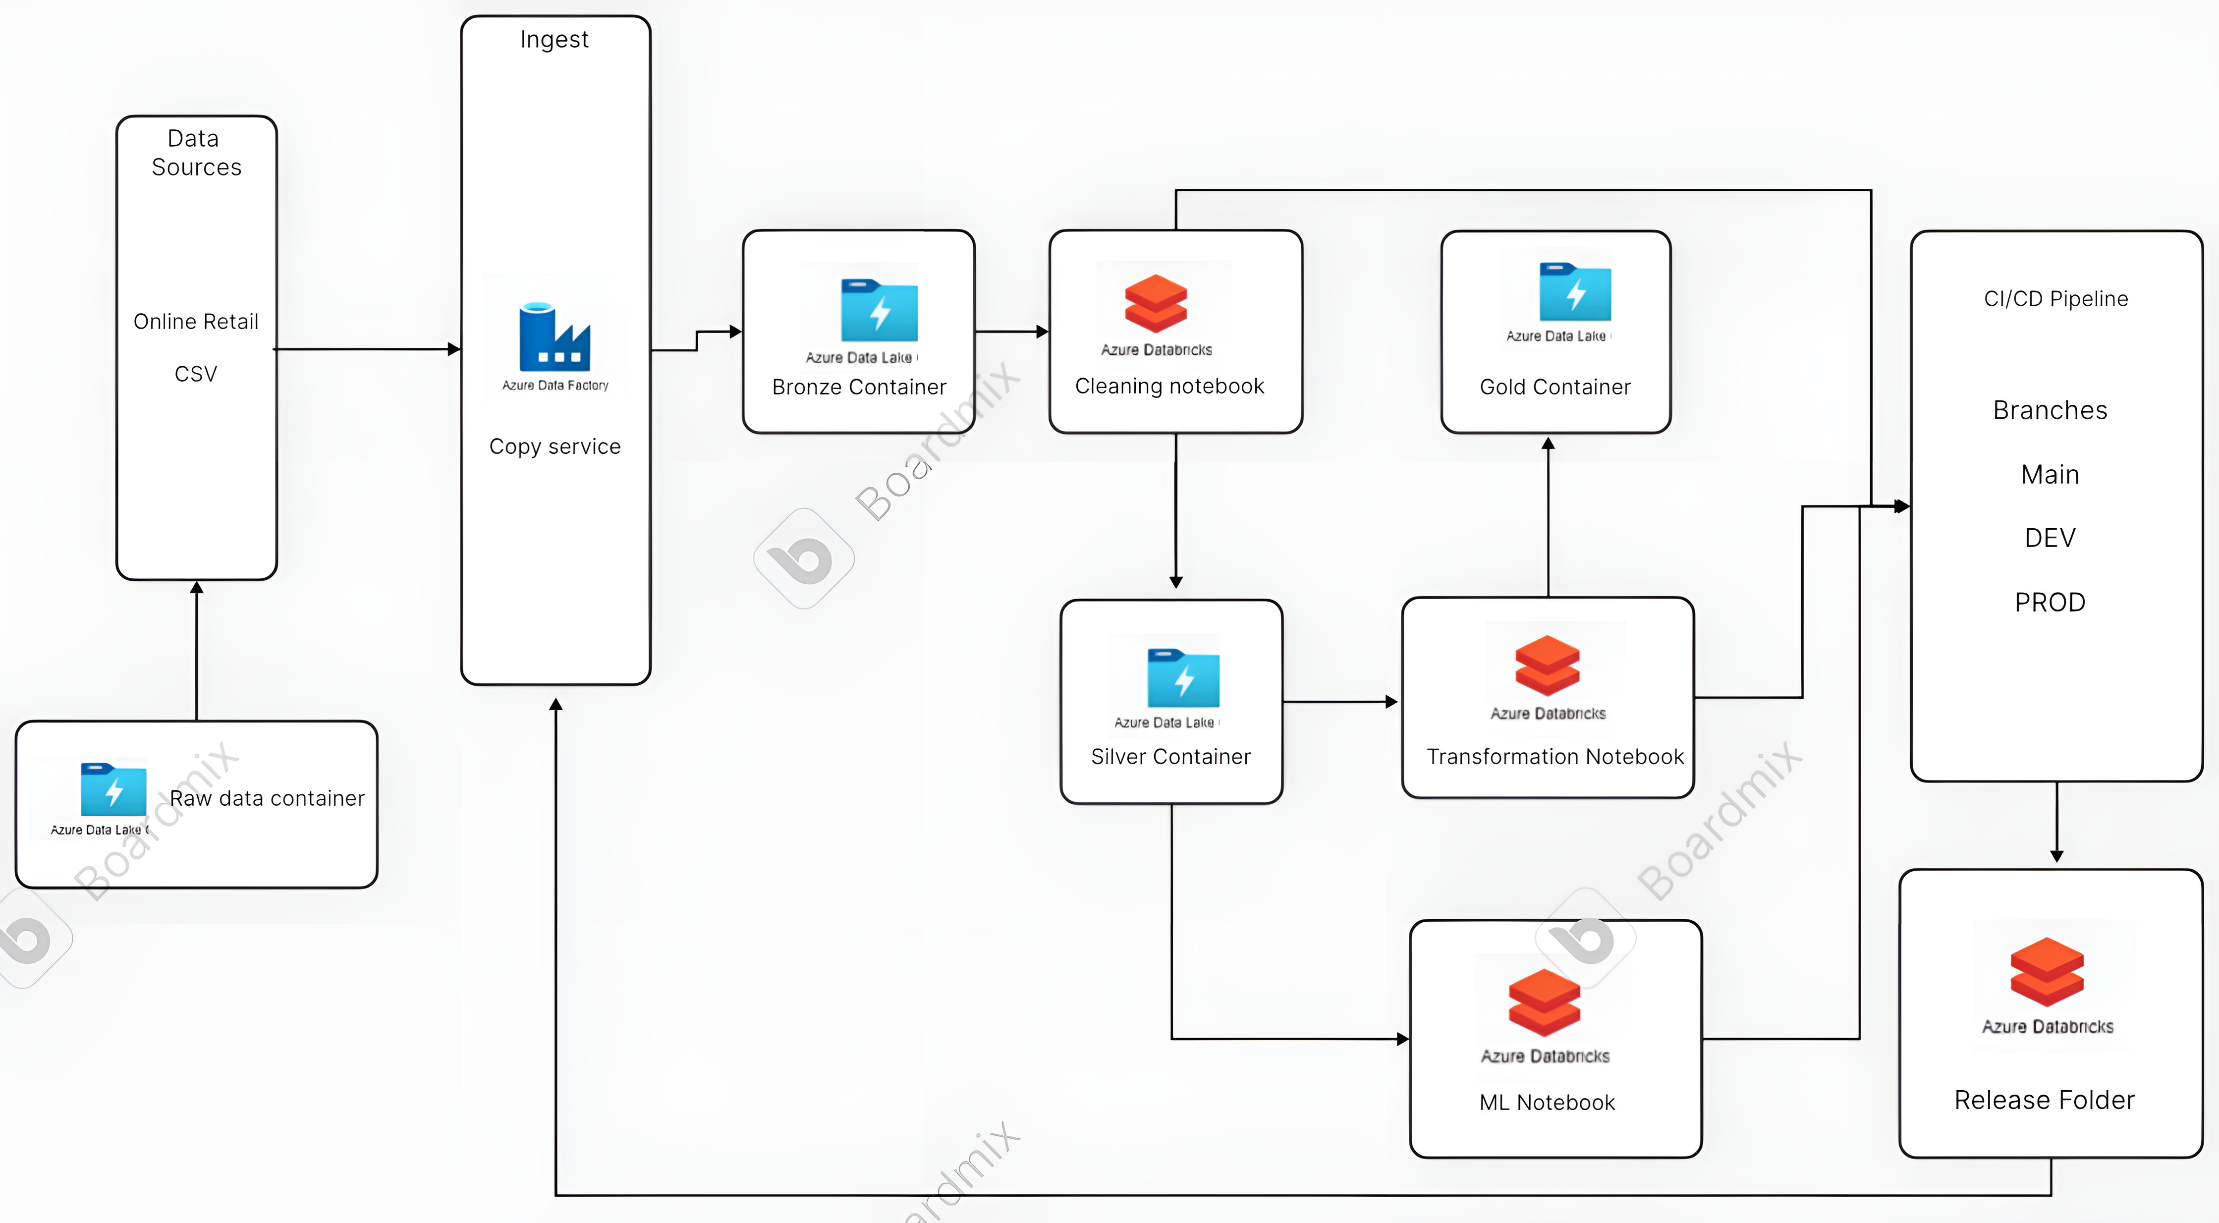 Ingest
Data
Sources
Online Retail
CSV
Azure Data Factory
Copy service
Azure Data Lake
Raw data container
Azure Data Lake
Bronze Container
Azure Databricks
Cleaning notebook
Azure Data Lake
Gold Container
Azure Data Lake
Silver Container
Azure Databricks
Transformation Notebook
Azure Databricks
ML Notebook
CI/CD Pipeline
Branches
Main
DEV
PROD
Azure Databricks
Release Folder
Boardmix
Boardmix
Boardmix